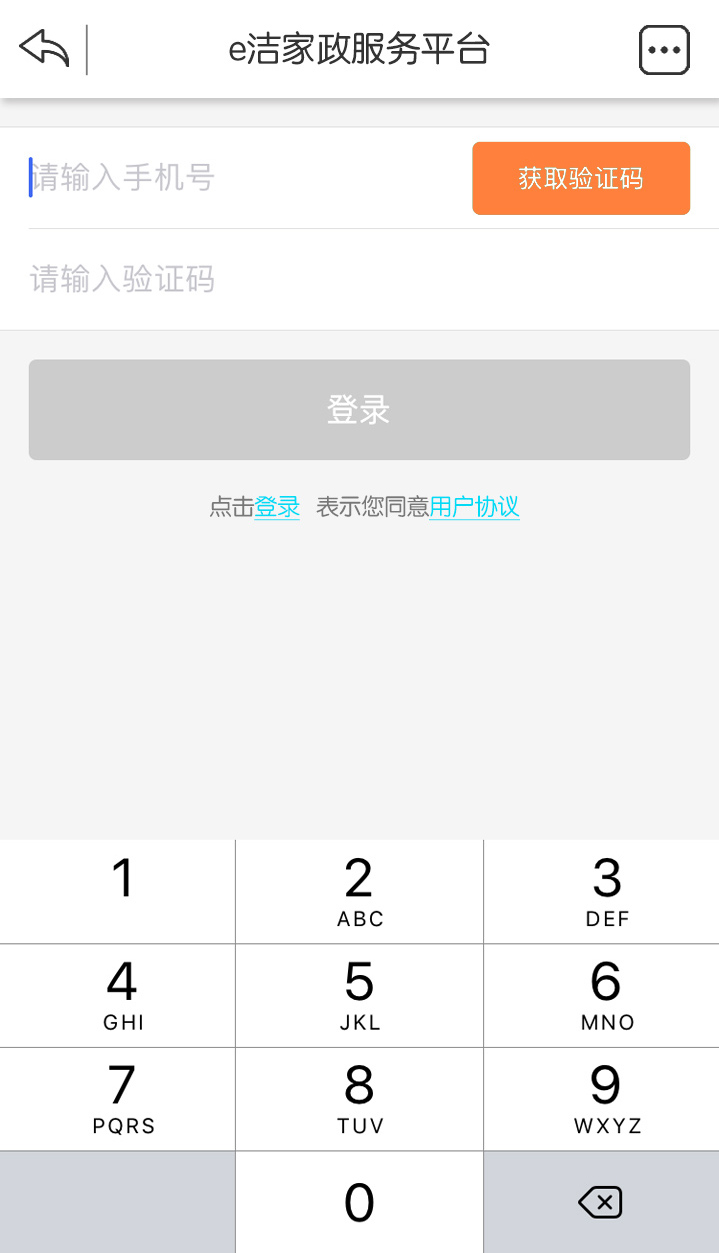 e洁家政服务平台
请输入手机号
获取验证码
请输入验证码
登录
点击登录 表示您同意用户协议
1
2
3
ABC
DEF
4
5
6
GHI
JKL
MNO
7
8
9
PQRS
TUV
WXYZ
0